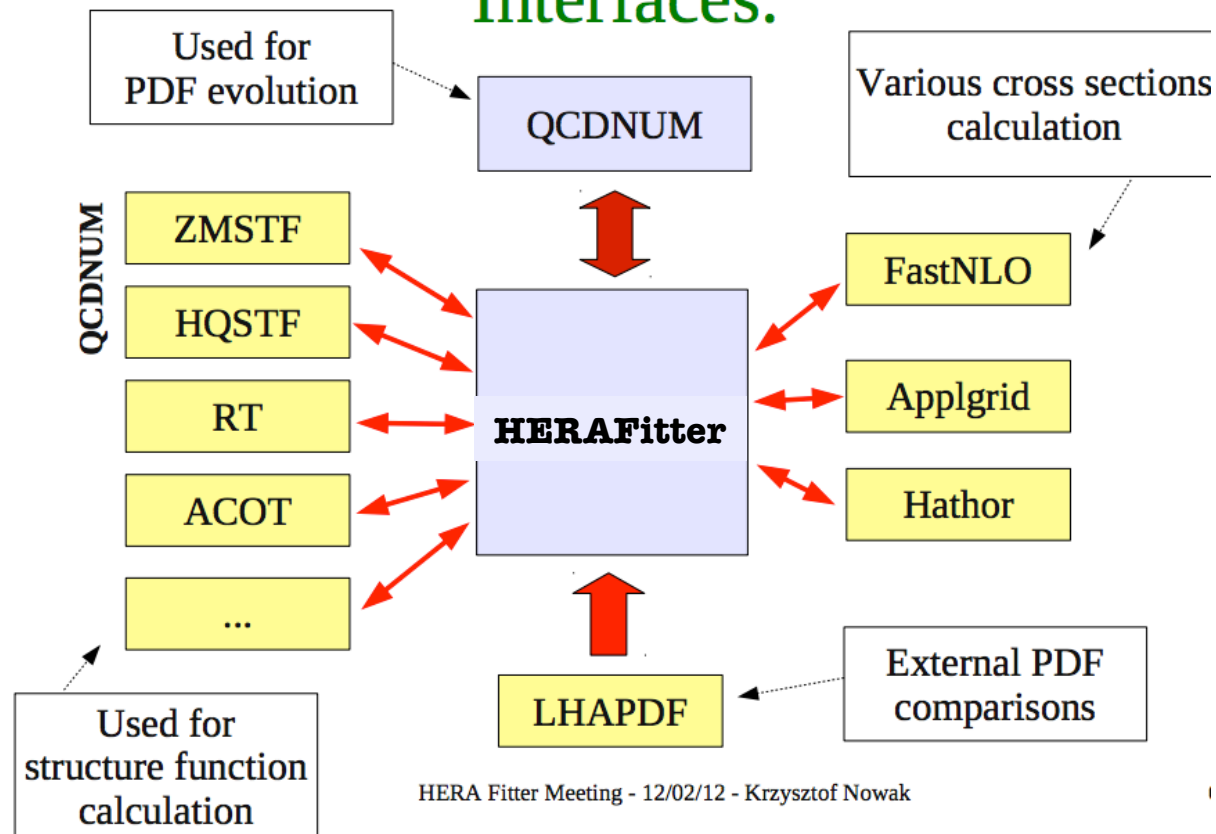 Interfaces:
Used for
PDF evolution
QCDNUM
Various cross sections
calculation
QCDNUM
ZMSTF
HQSTF
RT
ACOT
...
HERAFitter
FastNLO
Applgrid
Hathor
LHAPDF
External PDF
comparisons
Used for
structure function
calculation
HERA Fitter Meeting - 12/02/12 - Krzysztof Nowak